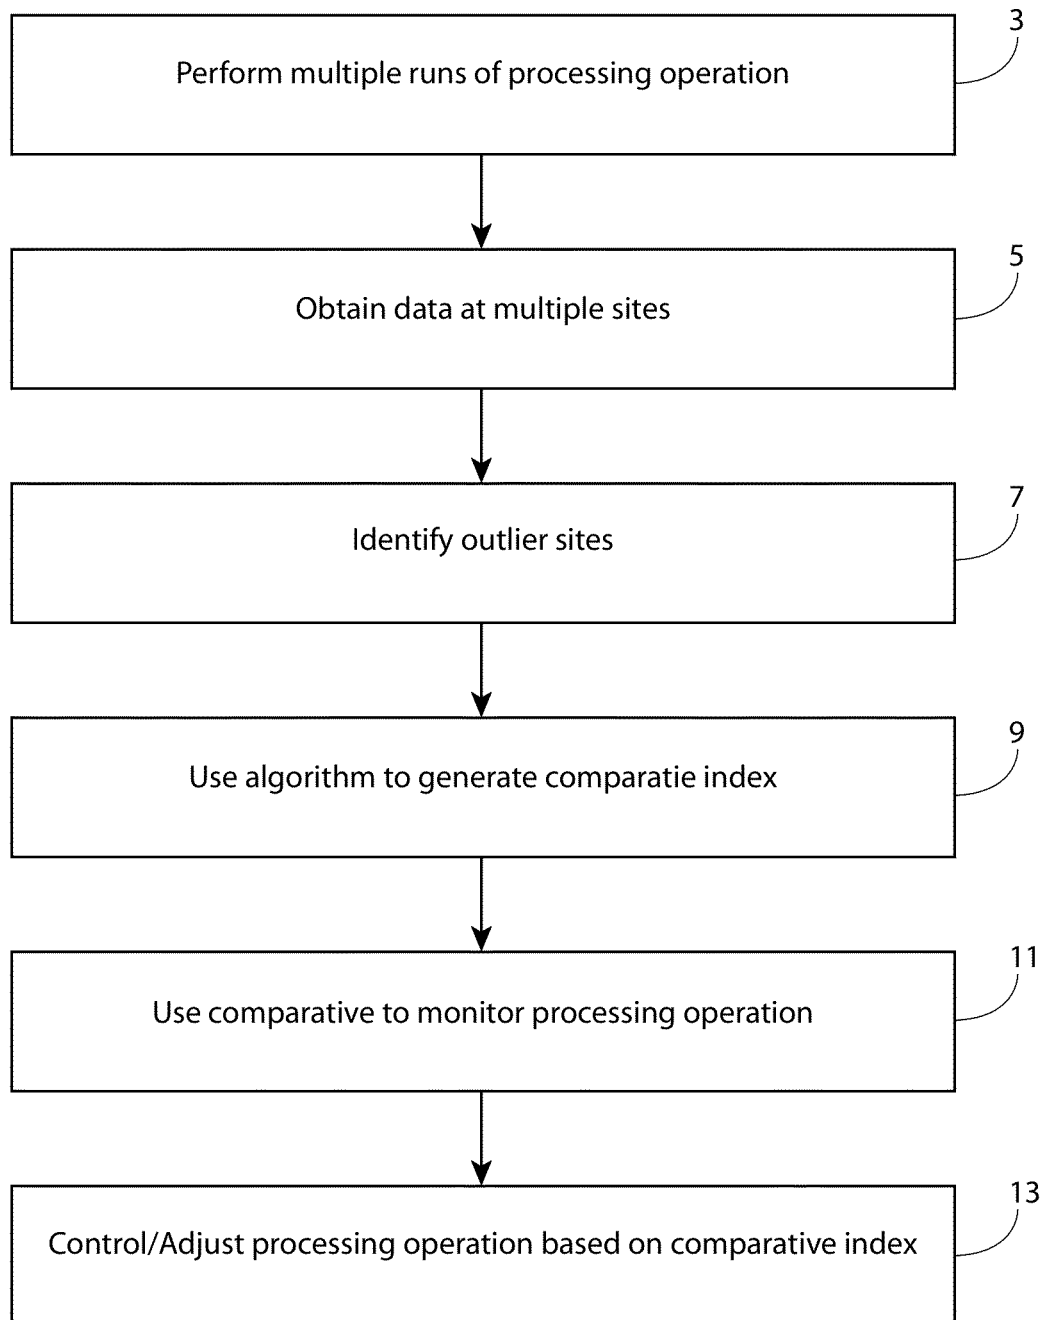 3
Perform multiple runs of processing operation
5
Obtain data at multiple sites
7
Identify outlier sites
9
Use algorithm to generate comparatie index
11
Use comparative to monitor processing operation
13
Control/Adjust processing operation based on comparative index